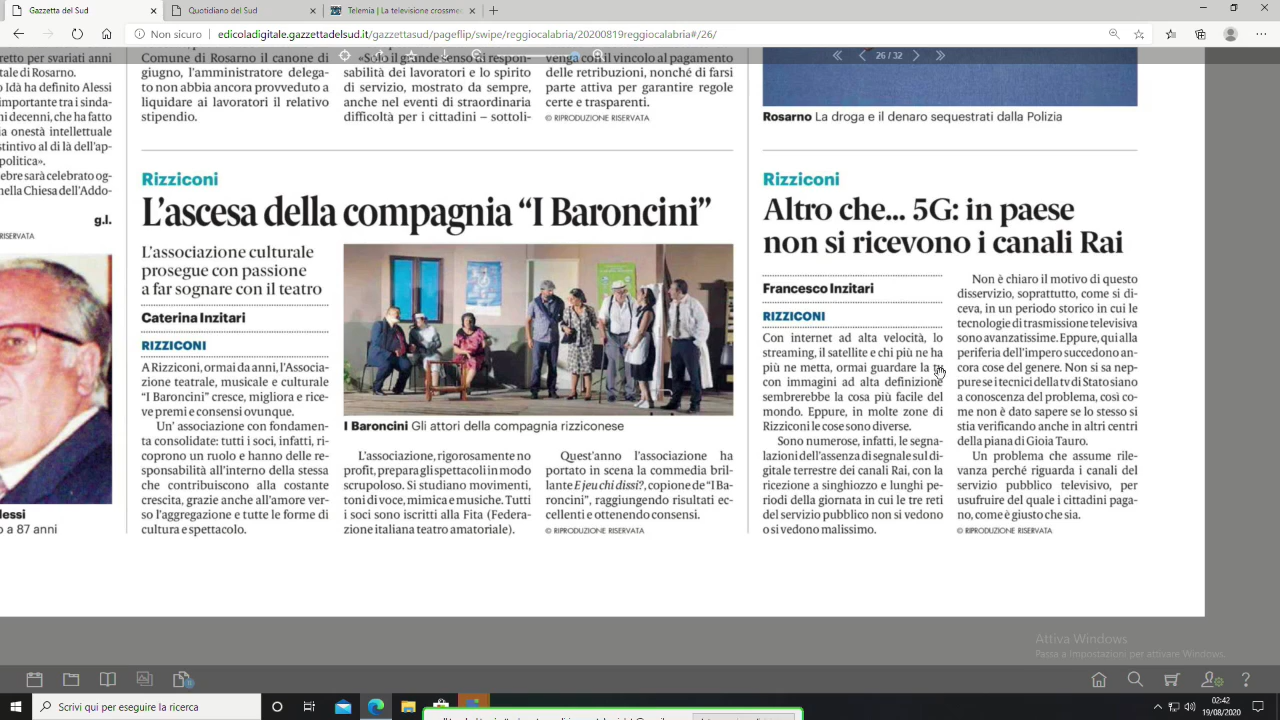 Gazzetta del Sud
Gazzetta del Sud
Gazzetta del Sud
Non sicuro
edicoladigitale.gazzettadelsud.it/gazzettasud/pageflip/swipe/reggiocalabria/20200819reggiocalabria#/26/
26 / 32
retto per svariati anni
tale di Rosarno.
o Idà ha definito Alessi
importante tra i sinda-
ni decenni, che ha fatto
ia onestà intellettuale
stintivo al di là dell'ap-
politica».
ebre sarà celebrato og-
nella Chiesa dell'Addo-
g.l.
RISERVATA
lessi
o a 87 anni
Comune di Rosarno il canone di
giugno, l'amministratore delega-
to non abbia ancora provveduto a
liquidare ai lavoratori il relativo
stipendio.
«Solo il grande senso di respon-
sabilità dei lavoratori e lo spirito
di servizio, mostrato da sempre,
anche nel eventi di straordinaria
difficoltà per i cittadini – sottoli-
venga con il vincolo al pagamento
delle retribuzioni, nonché di farsi
parte attiva per garantire regole
certe e trasparenti.
© RIPRODUZIONE RISERVATA
Rosarno La droga e il denaro sequestrati dalla Polizia
Rizziconi
L'ascesa della compagnia “I Baroncini”
L'associazione culturale
prosegue con passione
a far sognare con il teatro
Caterina Inzitari
RIZZICONI
A Rizziconi, ormai da anni, l'Associa-
zione teatrale, musicale e culturale
“I Baroncini” cresce, migliora e rice-
ve premi e consensi ovunque.
Un' associazione con fondamen-
ta consolidate: tutti i soci, infatti, ri-
coprono un ruolo e hanno delle re-
sponsabilità all'interno della stessa
che contribuiscono alla costante
crescita, grazie anche all'amore ver-
so l'aggregazione e tutte le forme di
cultura e spettacolo.
I Baroncini Gli attori della compagnia rizziconese
L'associazione, rigorosamente no
profit, prepara gli spettacoli in modo
scrupoloso. Si studiano movimenti,
toni di voce, mimica e musiche. Tutti
i soci sono iscritti alla Fita (Federa-
zione italiana teatro amatoriale).
Quest'anno l'associazione ha
portato in scena la commedia bril-
lante E jeu chi dissi?, copione de “I Ba-
roncini”, raggiungendo risultati ec-
cellenti e ottenendo consensi.
© RIPRODUZIONE RISERVATA
Rizziconi
Altro che... 5G: in paese
non si ricevono i canali Rai
Francesco Inzitari
RIZZICONI
Con internet ad alta velocità, lo
streaming, il satellite e chi più ne ha
più ne metta, ormai guardare la tv
con immagini ad alta definizione
sembrerebbe la cosa più facile del
mondo. Eppure, in molte zone di
Rizziconi le cose sono diverse.
Sono numerose, infatti, le segna-
lazioni dell'assenza di segnale sul di-
gitale terrestre dei canali Rai, con la
ricezione a singhiozzo e lunghi pe-
riodi della giornata in cui le tre reti
del servizio pubblico non si vedono
o si vedono malissimo.
Non è chiaro il motivo di questo
disservizio, soprattutto, come si di-
ceva, in un periodo storico in cui le
tecnologie di trasmissione televisiva
sono avanzatissime. Eppure, qui alla
periferia dell'impero succedono an-
cora cose del genere. Non si sa nep-
pure se i tecnici della tv di Stato siano
a conoscenza del problema, così co-
me non è dato sapere se lo stesso si
stia verificando anche in altri centri
della piana di Gioia Tauro.
Un problema che assume rile-
vanza perché riguarda i canali del
servizio pubblico televisivo, per
usufruire del quale i cittadini paga-
no, come è giusto che sia.
© RIPRODUZIONE RISERVATA
Attiva Windows
Passa a Impostazioni per attivare Windows.
Scrivi qui per eseguire la ricerca
02:42
19/08/2020